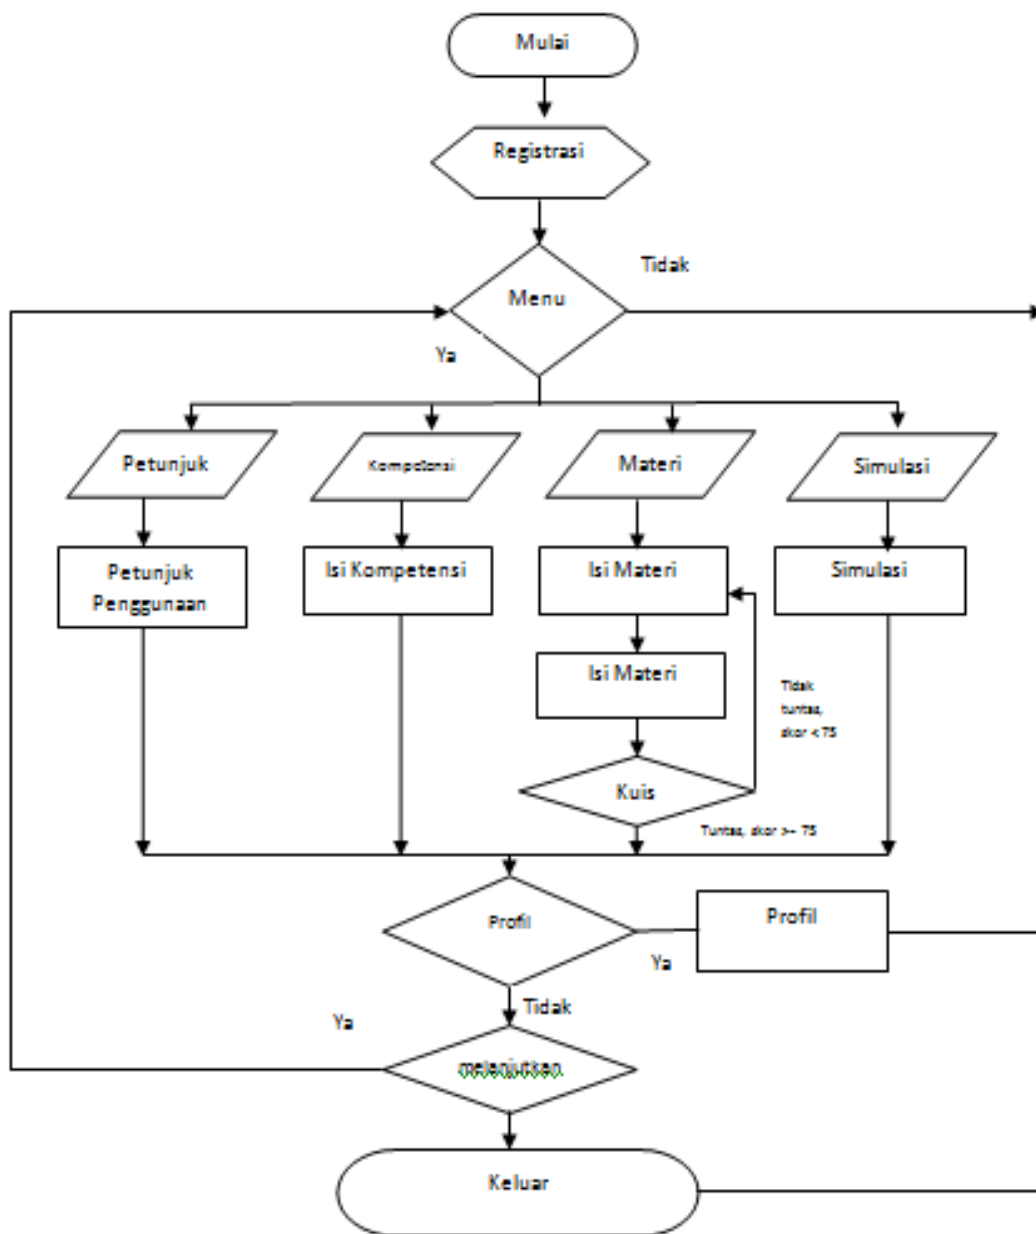 Mulai
Registrasi
Tidak
Menu
Ya
Petunjuk
Kompetensi
Materi
Simulasi
Petunjuk
Penggunaan
Isi Kompetensi
Isi Materi
Simulasi
Isi Materi
Tidak
tuntas,
skor < 75
Kuis
Tuntas, skor >= 75
Profil
Profil
Ya
Tidak
Ya
melanjutkan
Keluar